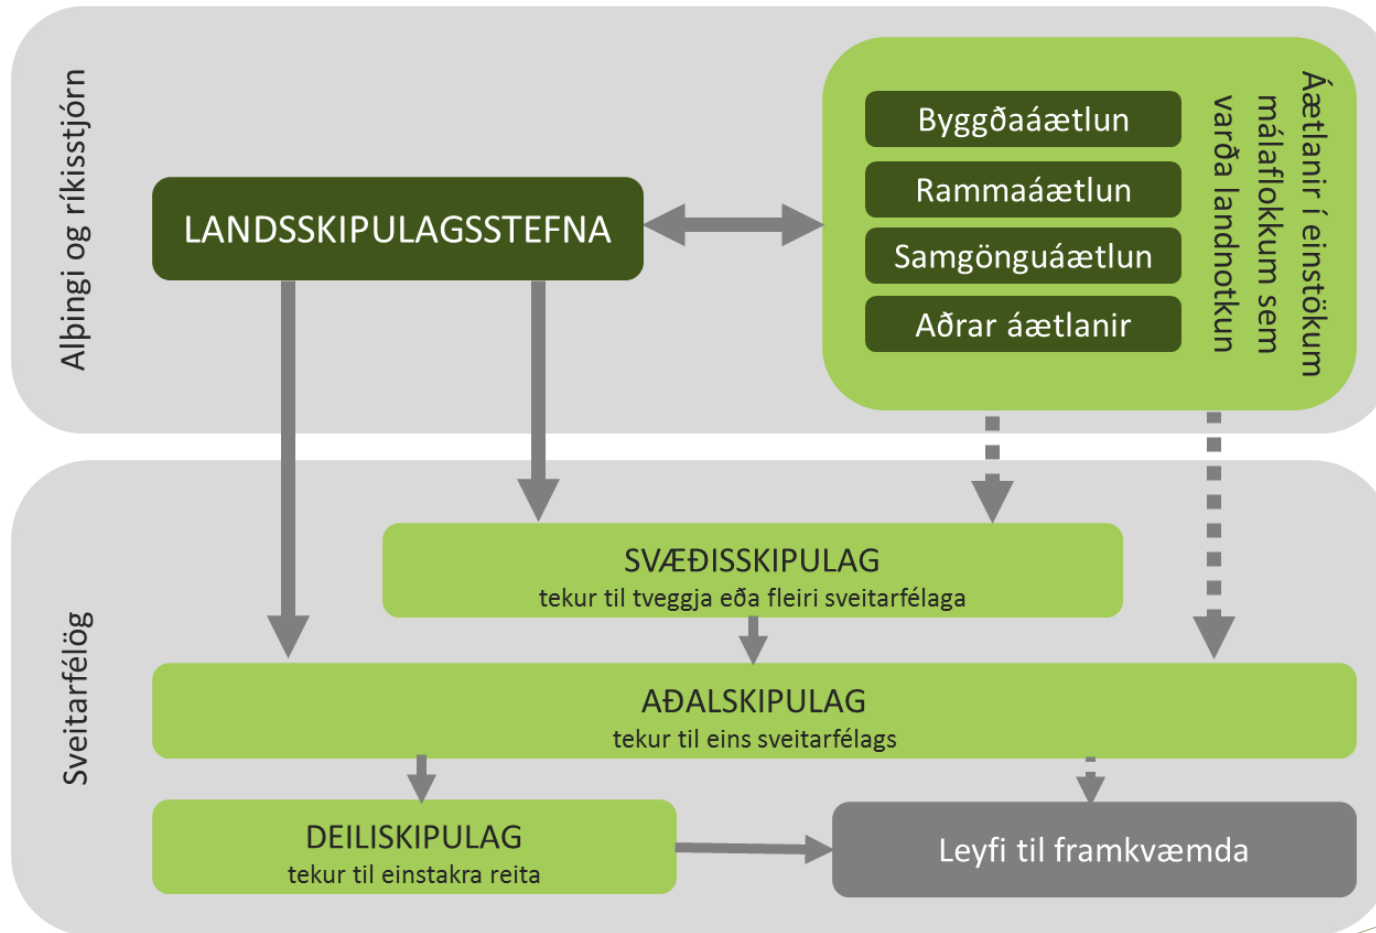 Alþingi og ríkisstjórn
LANDSSKIPULAGSSTEFNA
Byggðaáætlun
Rammaáætlun
Samgönguáætlun
Aðrar áætlanir
Áætlanir í einstökum
málaflokkum sem
varða landnotkun
Sveitarfélög
SVÆÐISSKIPULAG
tekur til tveggja eða fleiri sveitarfélaga
AÐALSKIPULAG
tekur til eins sveitarfélags
DEILISKIPULAG
tekur til einstakra reita
Leyfi til framkvæmda